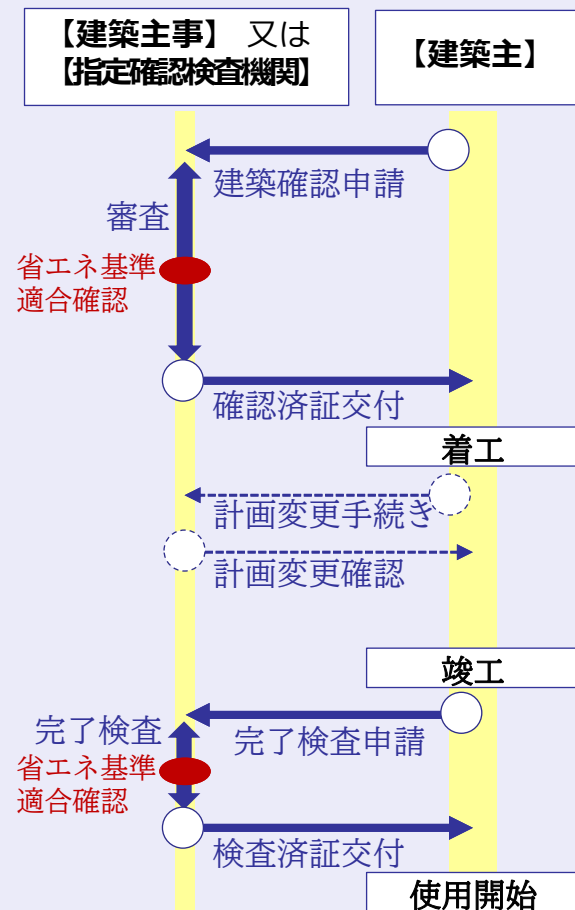 【建築主事】 又は
【指定確認検査機関】
【建築主】
建築確認申請
審査
省エネ基準
適合確認
確認済証交付
着工
計画変更手続き
計画変更確認
竣工
完了検査申請
完了検査
省エネ基準
適合確認
検査済証交付
使用開始